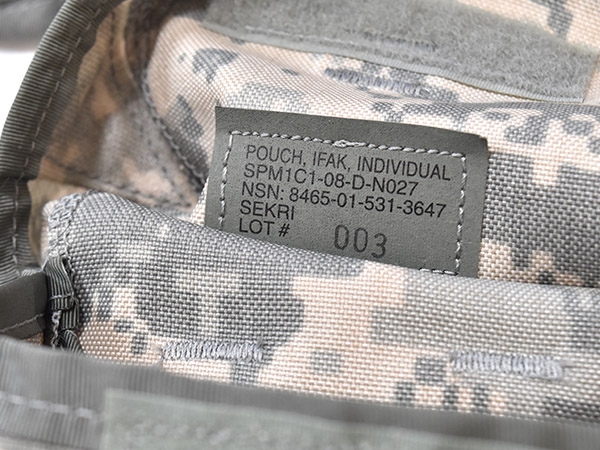 POUCH, IFAK, INDIVIDUAL
SPM1C1-08-D-N027
NSN: 8465-01-531-3647
SEKRI
LOT # 003